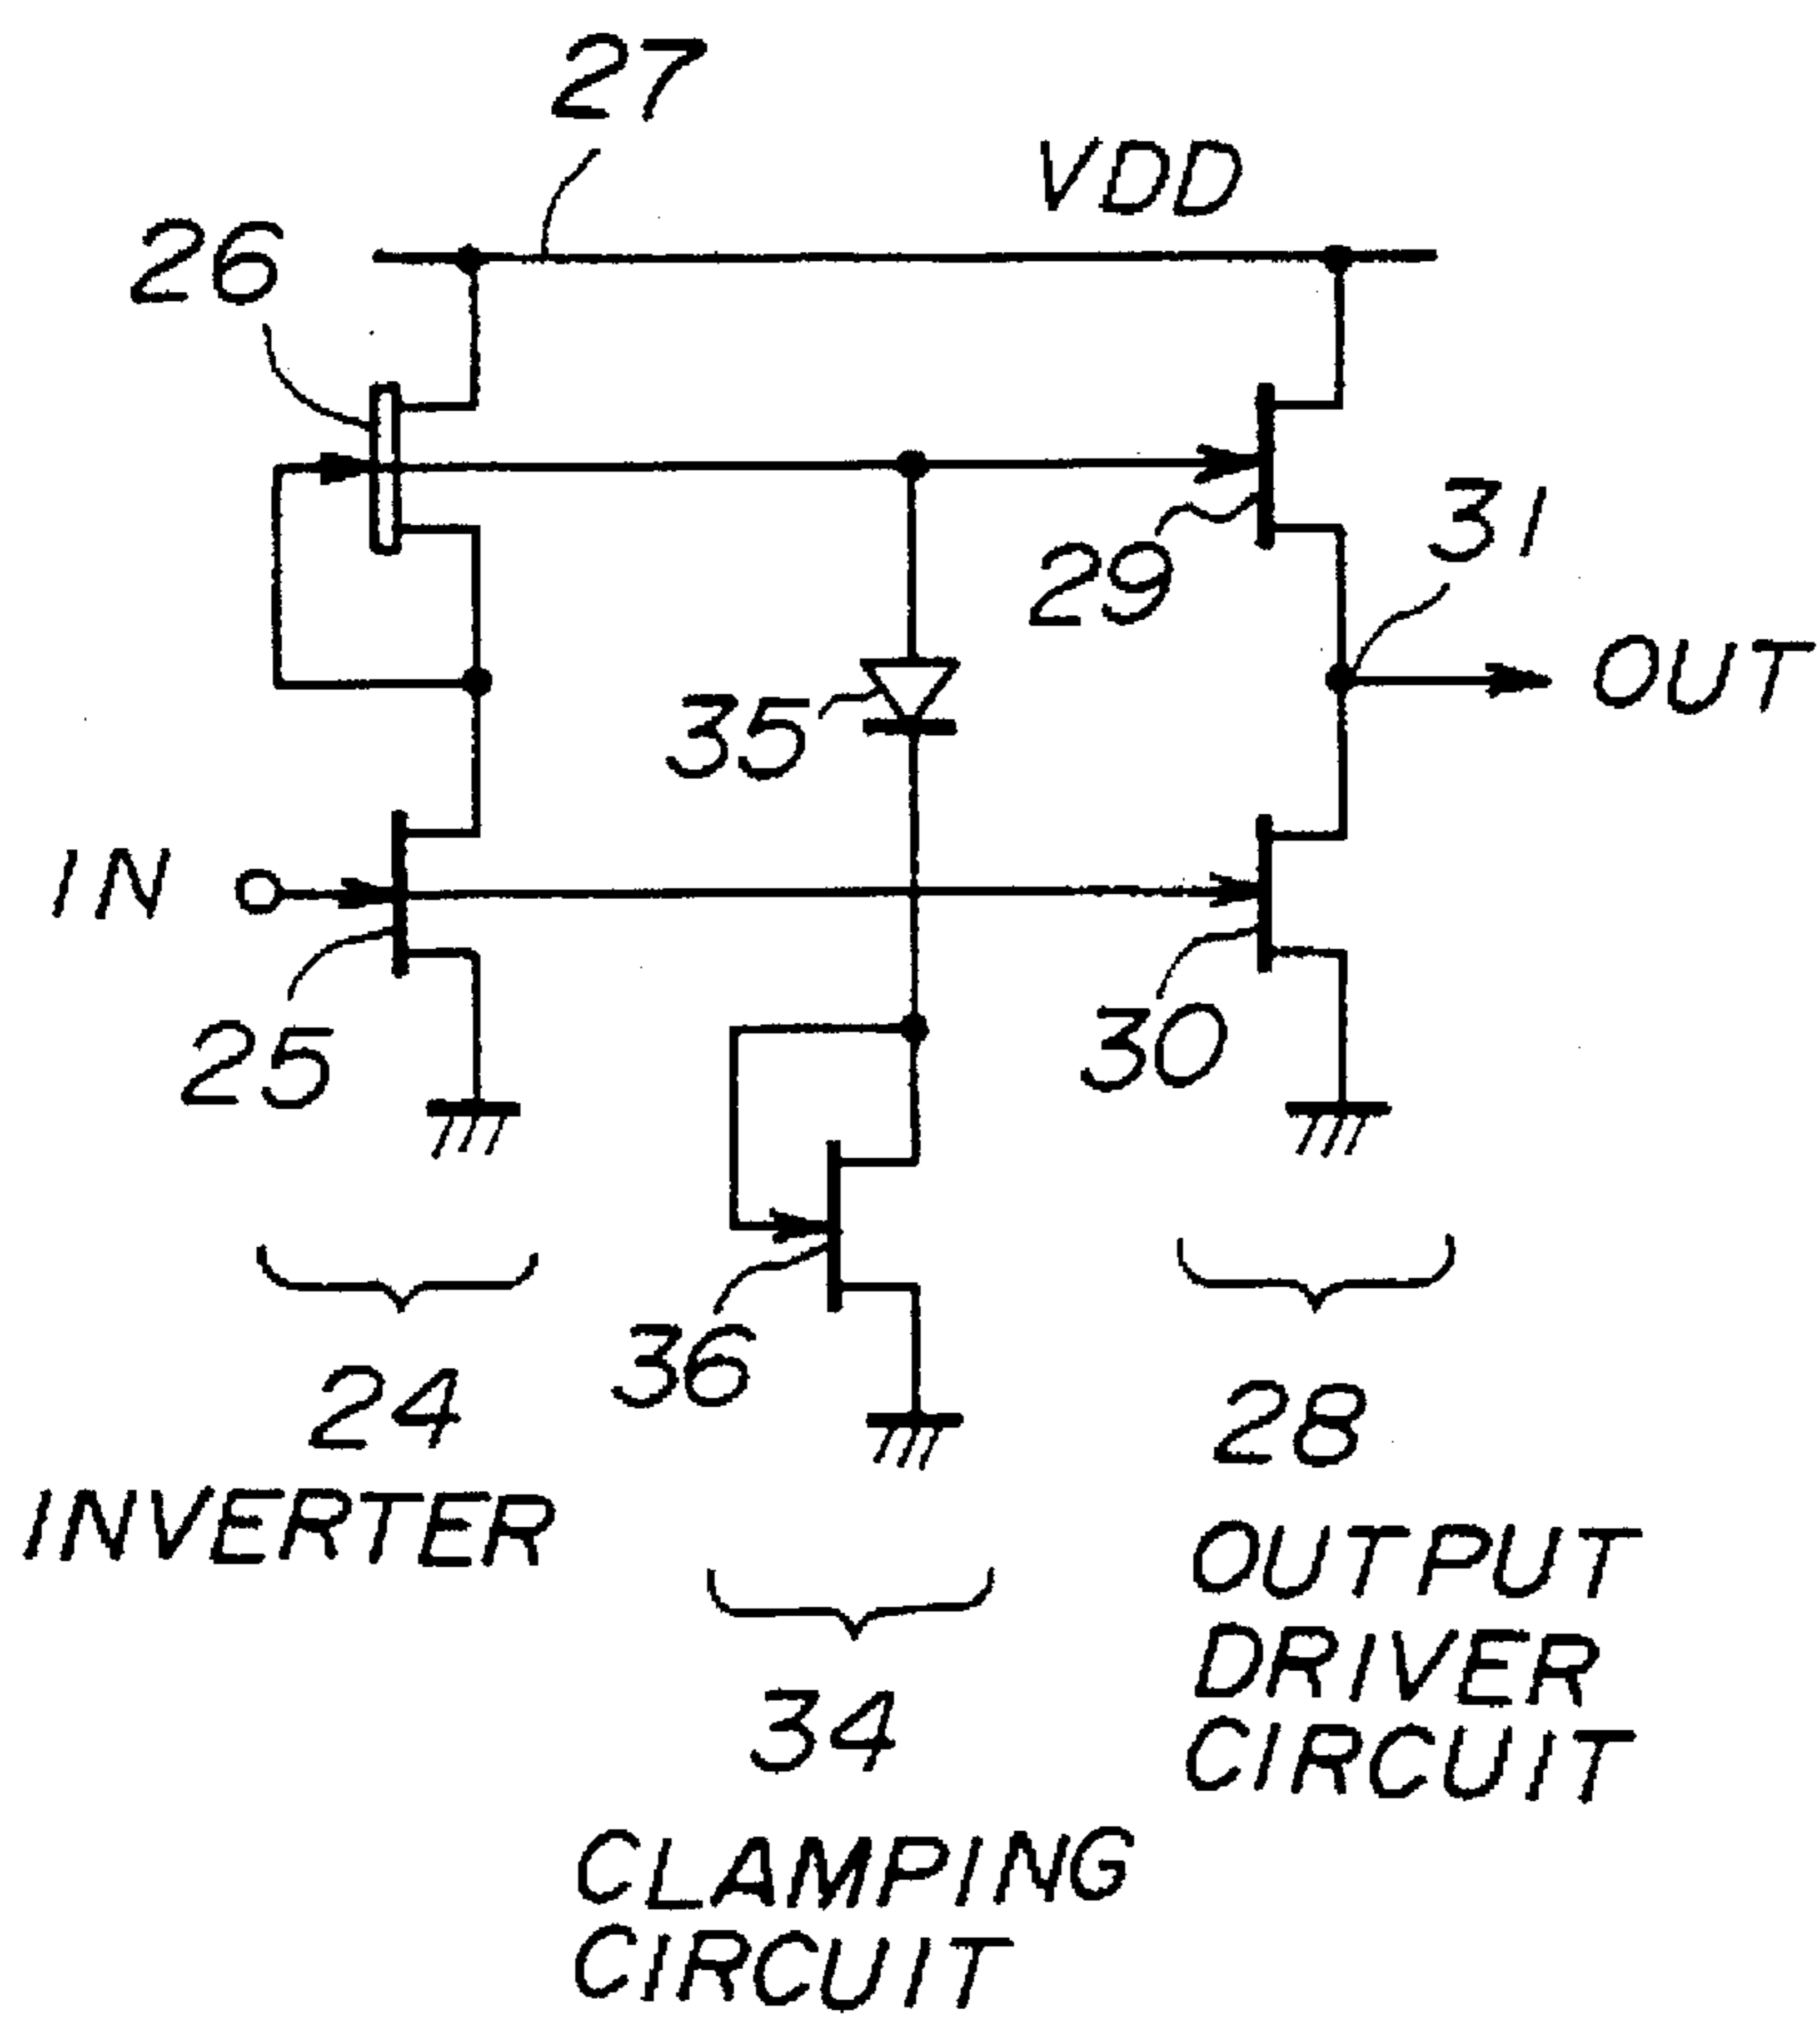 27
VDD
26
31
29
OUT
35
IN
25
30
36
24
INVERTER
28
OUTPUT
DRIVER
CIRCUIT
34
CLAMPING
CIRCUIT